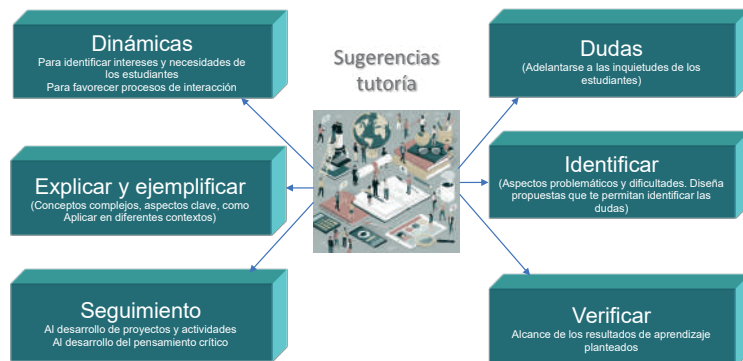 Dinámicas
Para identificar intereses y necesidades de
los estudiantes
Para favorecer procesos de interacción
Explicar y ejemplificar
(Conceptos complejos, aspectos clave, como
Aplicar en diferentes contextos)
Seguimiento
Al desarrollo de proyectos y actividades
Al desarrollo del pensamiento crítico
Sugerencias
tutoría
Dudas
(Adelantarse a las inquietudes de los
estudiantes)
Identificar
(Aspectos problemáticos y dificultades. Diseña
propuestas que te permitan identificar las
dudas)
Verificar
Alcance de los resultados de aprendizaje
planteados